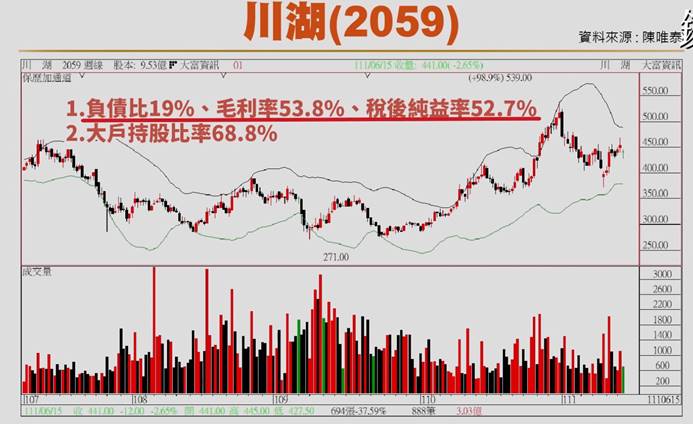 川湖(2059)
資料來源：陳唯泰
川 湖 2059 週線 股本: 9.53億 大富資訊 01 111/06/15 收盤: 441.00(-2.65%) 川 湖 大富資訊
保歷加通道
(+98.9%) 539.00
1.負債比19%、毛利率53.8%、稅後純益率52.7%
2.大戶持股比率68.8%
550.00
500.00
450.00
400.00
350.00
300.00
250.00
271.00
成交量
3000
2600
2200
1800
1400
1000
600
200
107 108 109 110 111 1110615
111/06/15 收 441.00 -12.00 -2.65% 開 441.00 高 445.00 低 427.50 694張-37.59% 888筆 3.03億